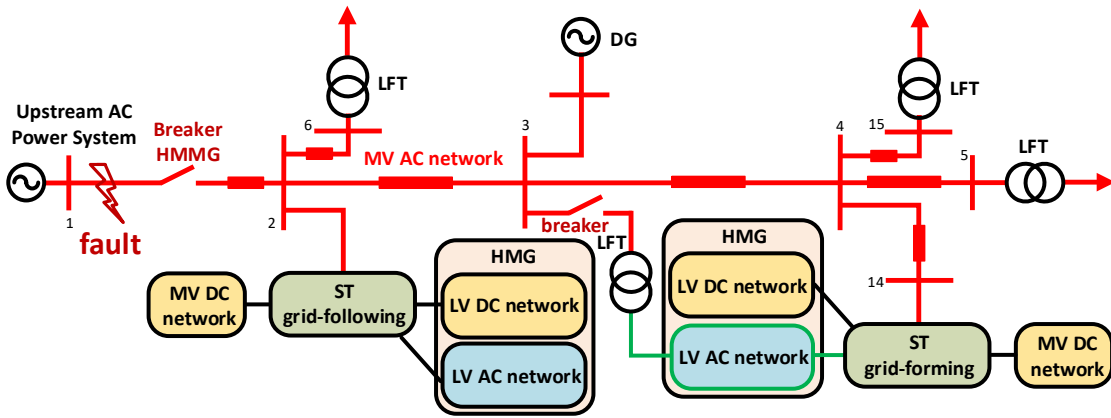 DG
LFT
LFT
Upstream AC
Power System
Breaker
HMMG
6
3
4
15
5
LFT
MV AC network
1
fault
2
breaker
LFT
14
HMG
LV DC network
LV AC network
MV DC
network
ST
grid-following
HMG
LV DC network
LV AC network
ST
grid-forming
MV DC
network